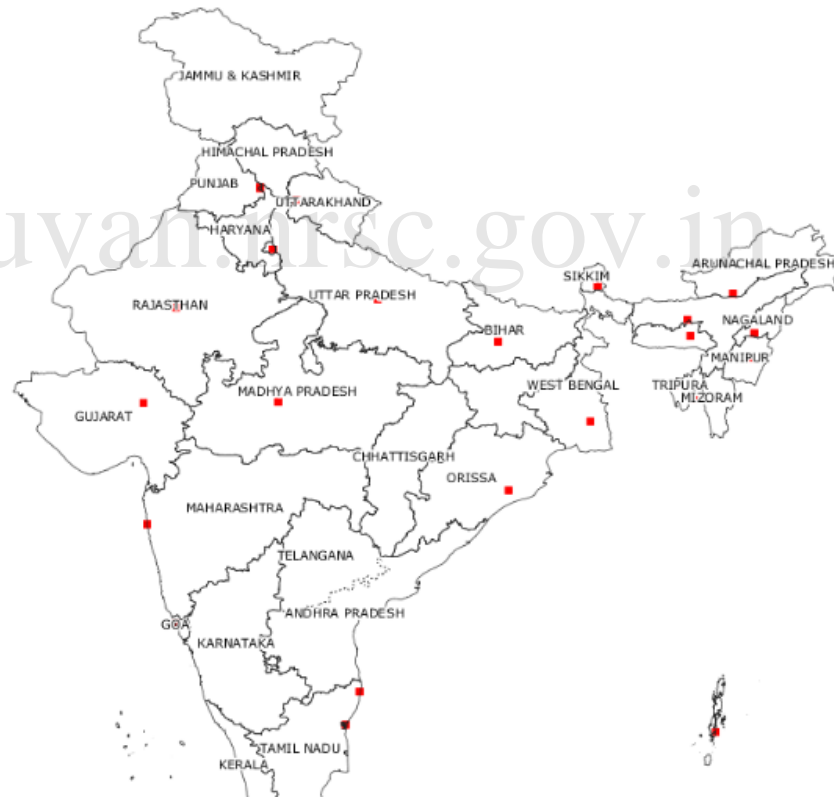 JAMMU & KASHMIR
HIMACHAL PRADESH
PUNJAB
UTTARAKHAND
HARYANA
uvan.nrsc.gov.in
ARUNACHAL PRADESH
SIKKIM
UTTAR PRADESH
RAJASTHAN
NAGALAND
BIHAR
MANIPUR
WEST BENGAL
TRIPURA
MADHYA PRADESH
MIZORAM
GUJARAT
CHHATTISGARH
ORISSA
MAHARASHTRA
TELANGANA
ANDHRA PRADESH
GOA
KARNATAKA
TAMIL NADU
KERALA